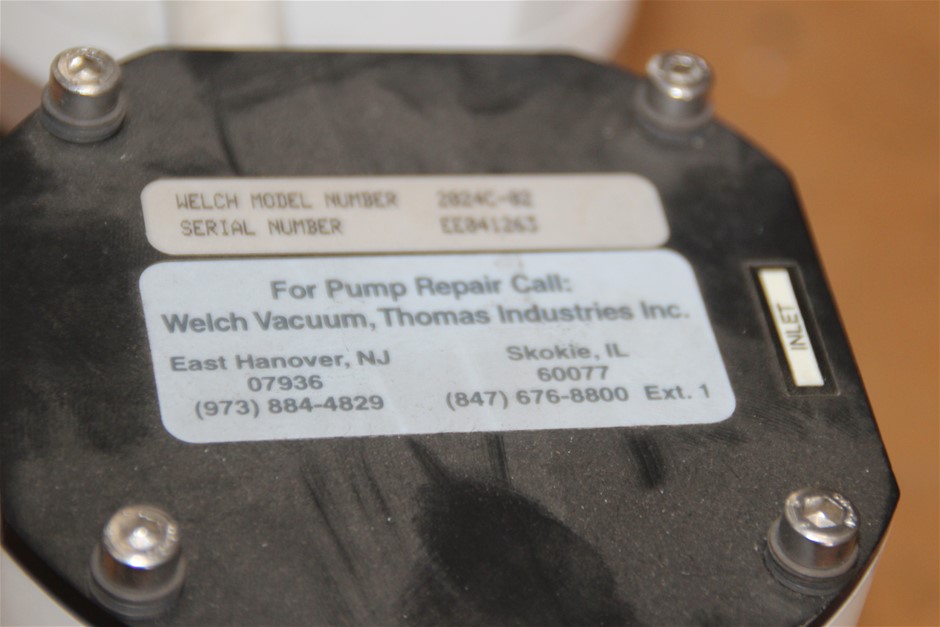 WELCH MODEL NUMBER 2024C-02
SERIAL NUMBER EE041263
For Pump Repair Call:
Welch Vacuum, Thomas Industries Inc.
East Hanover, NJ
07936
(973) 884-4829
Skokie, IL
60077
(847) 676-8800 Ext. 1
INLET